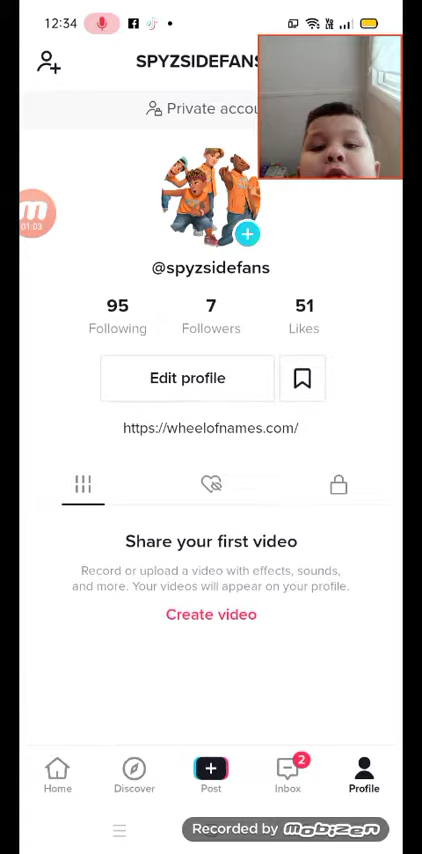 12:34
SPYZSIDEFANS
Private accou
01:03
@spyzsidefans
95 7 51
Following Followers Likes
Edit profile
https://wheelofnames.com/
Share your first video
Record or upload a video with effects, sounds,
and more. Your videos will appear on your profile.
Create video
2
Home Discover Post Inbox Profile
Recorded by mobizen